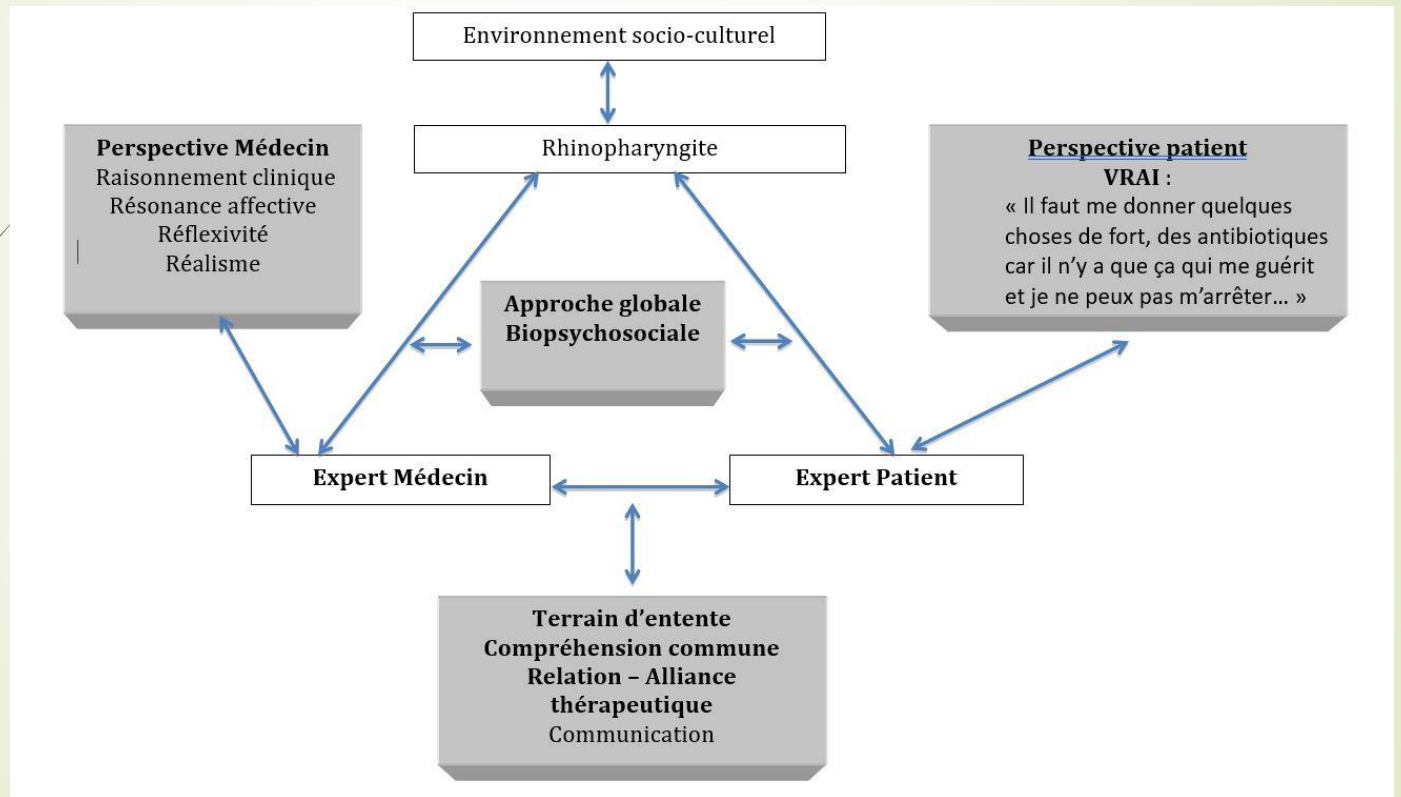 Environnement socio-culturel
Rhinopharyngite
Perspective Médecin
Raisonnement clinique
Résonance affective
Réflexivité
Réalisme
Perspective patient
VRAI :
« Il faut me donner quelques
choses de fort, des antibiotiques
car il n’y a que ça qui me guérit
et je ne peux pas m’arrêter… »
Approche globale
Biopsychosociale
Expert Médecin
Expert Patient
Terrain d’entente
Compréhension commune
Relation – Alliance
thérapeutique
Communication